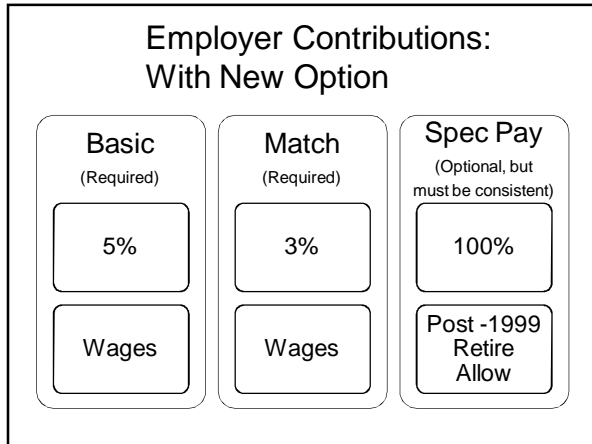 Employer Contributions:
With New Option
Basic
(Required)
5%
Wages
Match
(Required)
3%
Wages
Spec Pay
(Optional, but
must be consistent)
100%
Post -1999
Retire
Allow